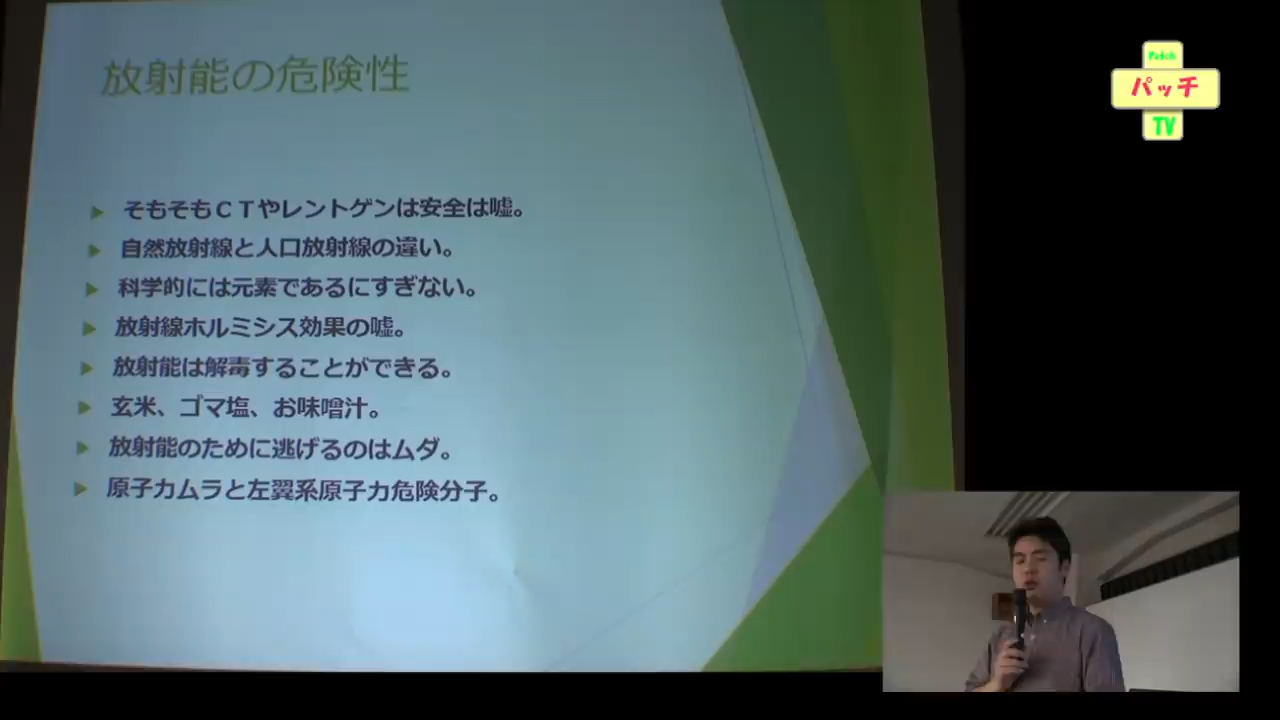 放射能の危険性
そもそもＣＴやレントゲンは安全は嘘。
自然放射線と人口放射線の違い。
科学的には元素であるにすぎない。
放射線ホルミシス効果の嘘。
放射能は解毒することができる。
玄米、ゴマ塩、お味噌汁。
放射能のために逃げるのはムダ。
原子力ムラと左翼系原子力危険分子。
Patch
パッチ
TV